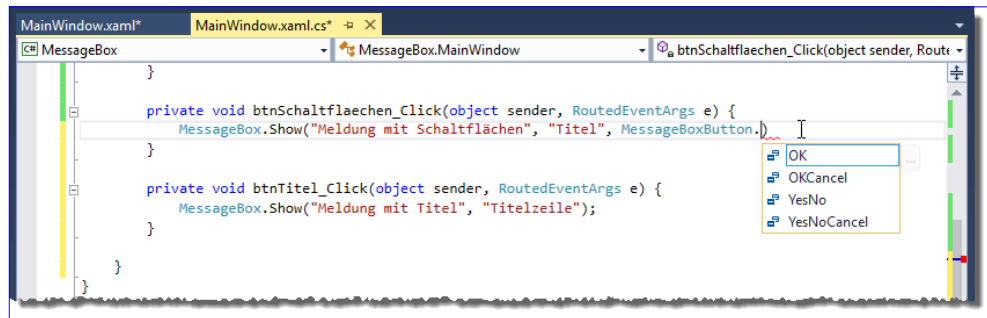 MainWindow.xaml* MainWindow.xaml.cs*
C# MessageBox MessageBox.MainWindow btnSchaltflaechen_Click(object sender, Route
}
private void btnSchaltflaechen_Click(object sender, RoutedEventArgs e) {
MessageBox.Show("Meldung mit Schaltflächen", "Titel", MessageBoxButton.)
}
OK
OKCancel
YesNo
YesNoCancel
private void btnTitel_Click(object sender, RoutedEventArgs e) {
MessageBox.Show("Meldung mit Titel", "Titelzeile");
}
}
}